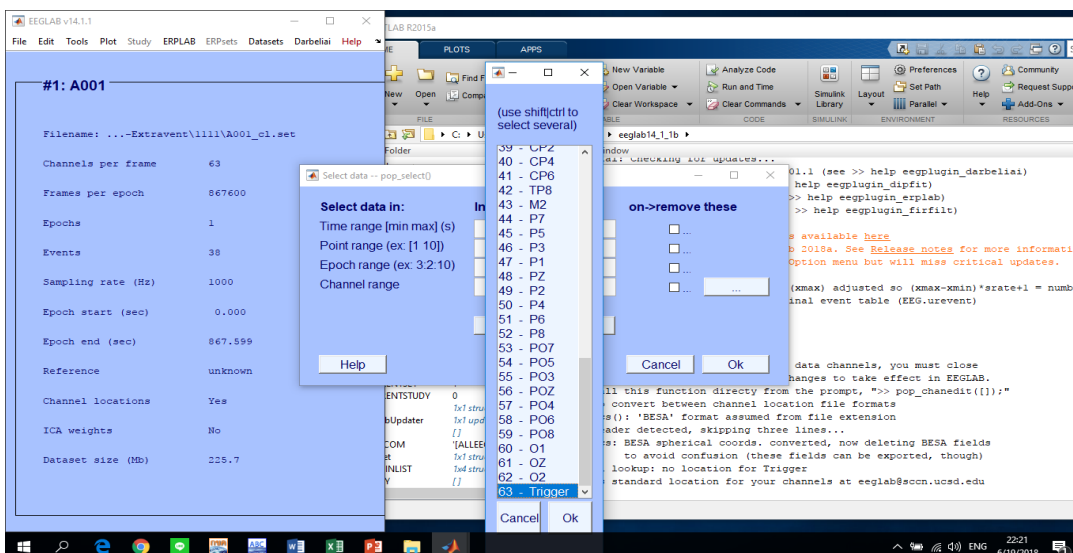 EEGLAB v14.1.1
File Edit Tools Plot Study ERPLAB ERPsets Datasets Darbeliai Help
#1: A001
Filename: ...-Extravent\1111\A001_cl.set
Channels per frame 63
Frames per epoch 867600
Epochs 1
Events 38
Sampling rate (Hz) 1000
Epoch start (sec) 0.000
Epoch end (sec) 867.599
Reference unknown
Channel locations Yes
ICA weights No
Dataset size (Mb) 225.7
LAB R2015a
PLOTS APPS
New Open Find F
Compa
FILE
New Variable
Open Variable
Clear Workspace
ABLE
Analyze Code
Run and Time
Clear Commands
CODE
Simulink
Library
SIMULINK
Layout
Preferences
Set Path
Parallel
ENVIRONMENT
Help
Community
Request Suppo
Add-Ons
RESOURCES
C: U
eeglab14_1_1b
Folder
indow
Select data -- pop_select()
Select data in: In on->remove these
Time range [min max] (s) ...
Point range (ex: [1 10]) ...
Epoch range (ex: 3:2:10) ...
Channel range ... ...
Help Cancel Ok
(use shift|ctrl to
select several)
39 - CP2
40 - CP4
41 - CP6
42 - TP8
43 - M2
44 - P7
45 - P5
46 - P3
47 - P1
48 - PZ
49 - P2
50 - P4
51 - P6
52 - P8
53 - PO7
54 - PO5
55 - PO3
56 - POZ
57 - PO4
58 - PO6
59 - PO8
60 - O1
61 - OZ
62 - O2
63 - Trigger
Cancel Ok
Checking for updates...
01.1 (see >> help eegplugin_darbeliai)
help eegplugin_dipfit)
>> help eegplugin_erplab)
>> help eegplugin_firfilt)
s available here
b 2018a. See Release notes for more informati
Option menu but will miss critical updates.
(xmax) adjusted so (xmax-xmin)*srate+1 = numb
inal event table (EEG.urevent)
data channels, you must close
hanges to take effect in EEGLAB.
all this function directy from the prompt, ">> pop_chanedit([]);"
o convert between channel location file formats
s(): 'BESA' format assumed from file extension
eader detected, skipping three lines...
s: BESA spherical coords. converted, now deleting BESA fields
to avoid confusion (these fields can be exported, though)
lookup: no location for Trigger
standard location for your channels at eeglab@sccn.ucsd.edu
ENTSTUDY 0
1x1 stru
bUpdater 1x1 upd
[]
COM '[ALLEE
et 1x1 stru
INLIST 1x4 stru
Y []
ENG
22:21
6/19/2018